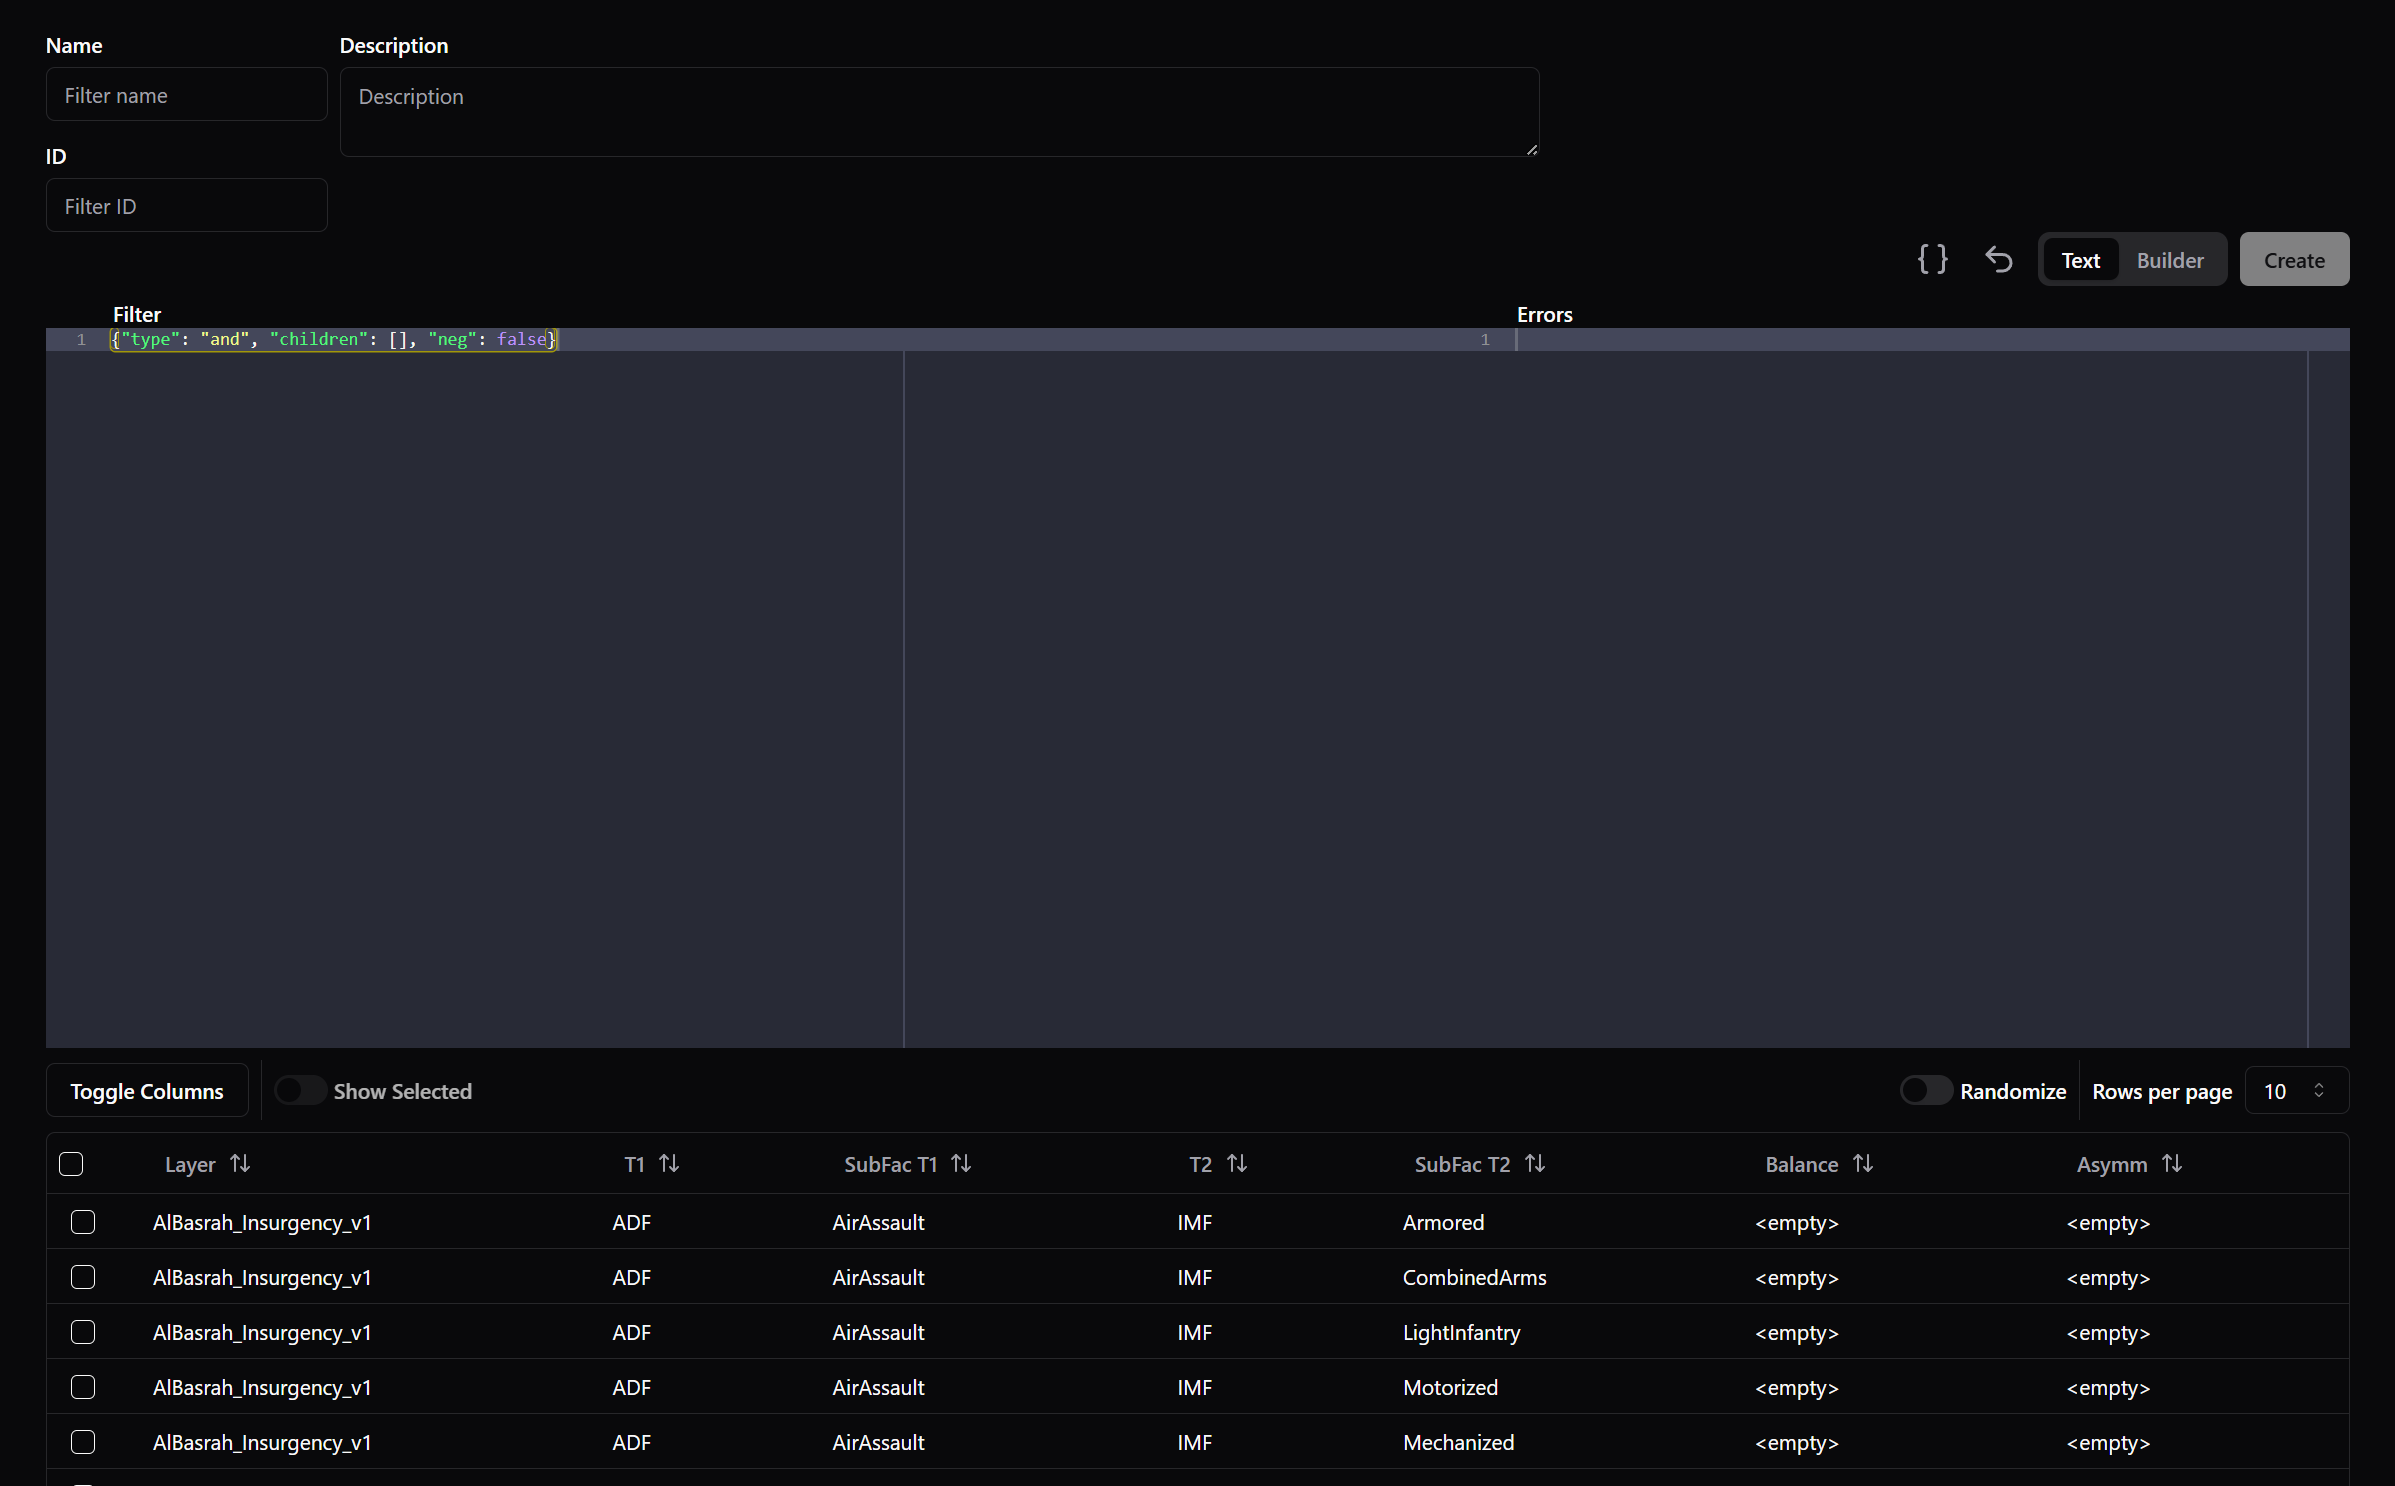 Name
Description
Filter name
Description
ID
Filter ID
{ }
Text Builder Create
Filter
Errors
1 {"type": "and", "children": [], "neg": false}
1
Toggle Columns Show Selected Randomize Rows per page 10
Layer T1 SubFac T1 T2 SubFac T2 Balance Asymm
AlBasrah_Insurgency_v1 ADF AirAssault IMF Armored <empty> <empty>
AlBasrah_Insurgency_v1 ADF AirAssault IMF CombinedArms <empty> <empty>
AlBasrah_Insurgency_v1 ADF AirAssault IMF LightInfantry <empty> <empty>
AlBasrah_Insurgency_v1 ADF AirAssault IMF Motorized <empty> <empty>
AlBasrah_Insurgency_v1 ADF AirAssault IMF Mechanized <empty> <empty>